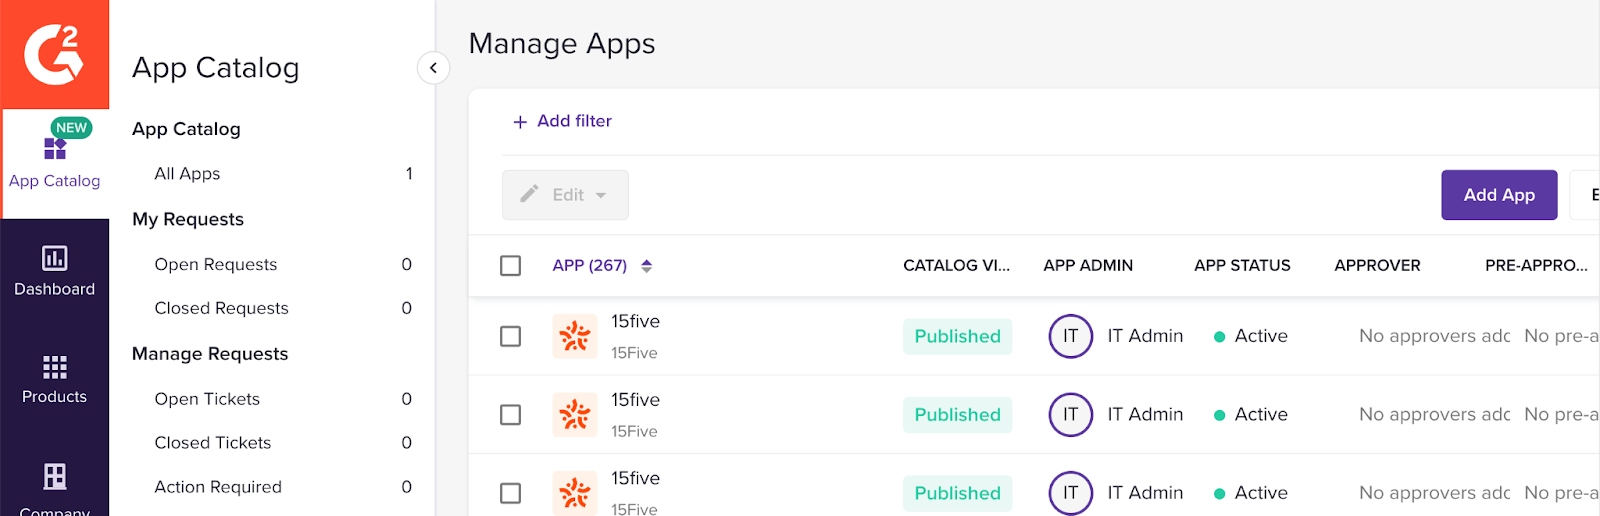 G2
NEW
App Catalog
Dashboard
Products
Company
App Catalog
App Catalog
All Apps 1
My Requests
Open Requests 0
Closed Requests 0
Manage Requests
Open Tickets 0
Closed Tickets 0
Action Required 0
Manage Apps
+ Add filter
Edit
Add App
APP (267) CATALOG VI... APP ADMIN APP STATUS APPROVER PRE-APPRO...
15five
15Five
Published IT IT Admin Active No approvers adc No pre-a
15five
15Five
Published IT IT Admin Active No approvers adc No pre-a
15five
15Five
Published IT IT Admin Active No approvers adc No pre-a